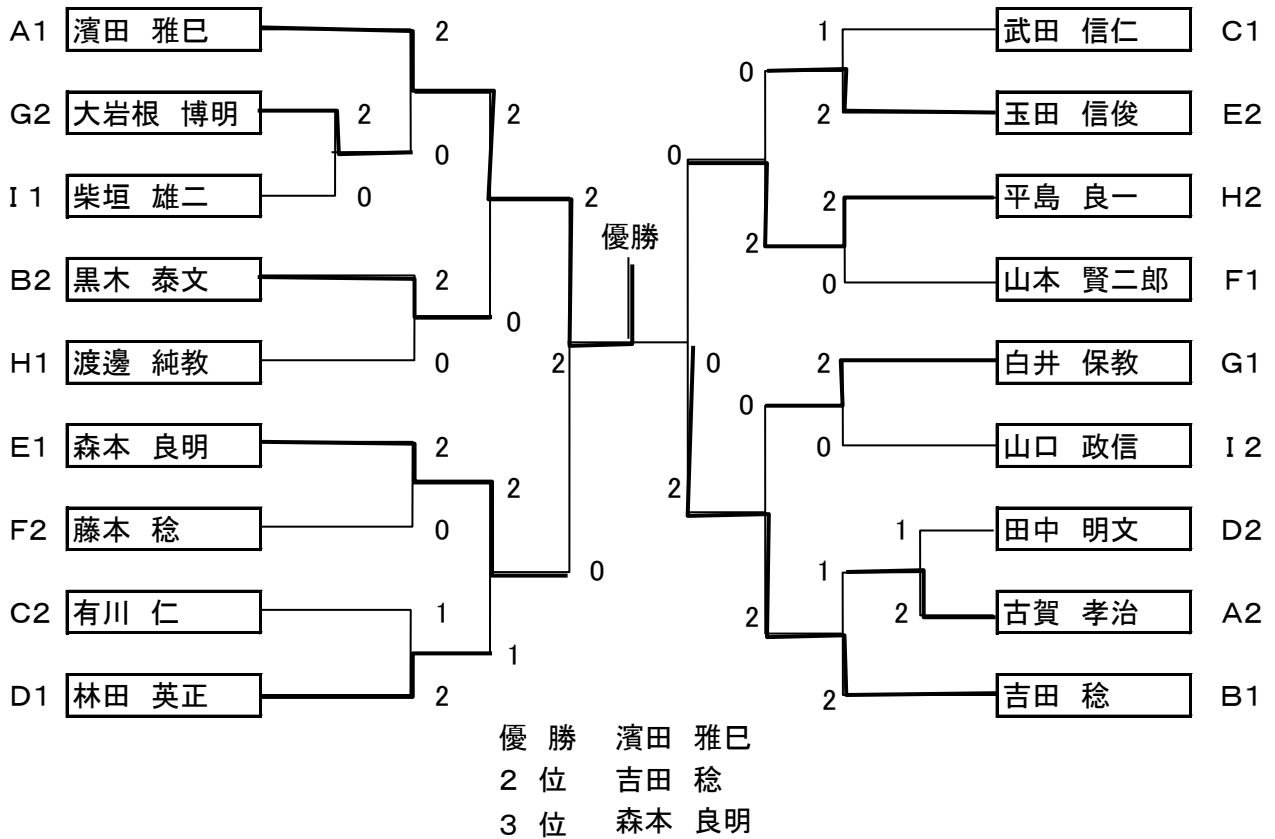 A1 濱田 雅巳 2
G2 大岩根 博明 2 2
0
I1 柴垣 雄二 0
2
B2 黒木 泰文 2
0
H1 渡邊 純教 0 2
E1 森本 良明 2
2
F2 藤本 稔 0
0
C2 有川 仁 1
1
D1 林田 英正 2
優勝
1 武田 信仁 C1
0
2 玉田 信俊 E2
0
2 平島 良一 H2
2
0 山本 賢二郎 F1
0
2 白井 保教 G1
0
0 山口 政信 I2
2
1 田中 明文 D2
1
2 2 古賀 孝治 A2
2 吉田 稔 B1
優 勝 濱田 雅巳
2 位 吉田 稔
3 位 森本 良明